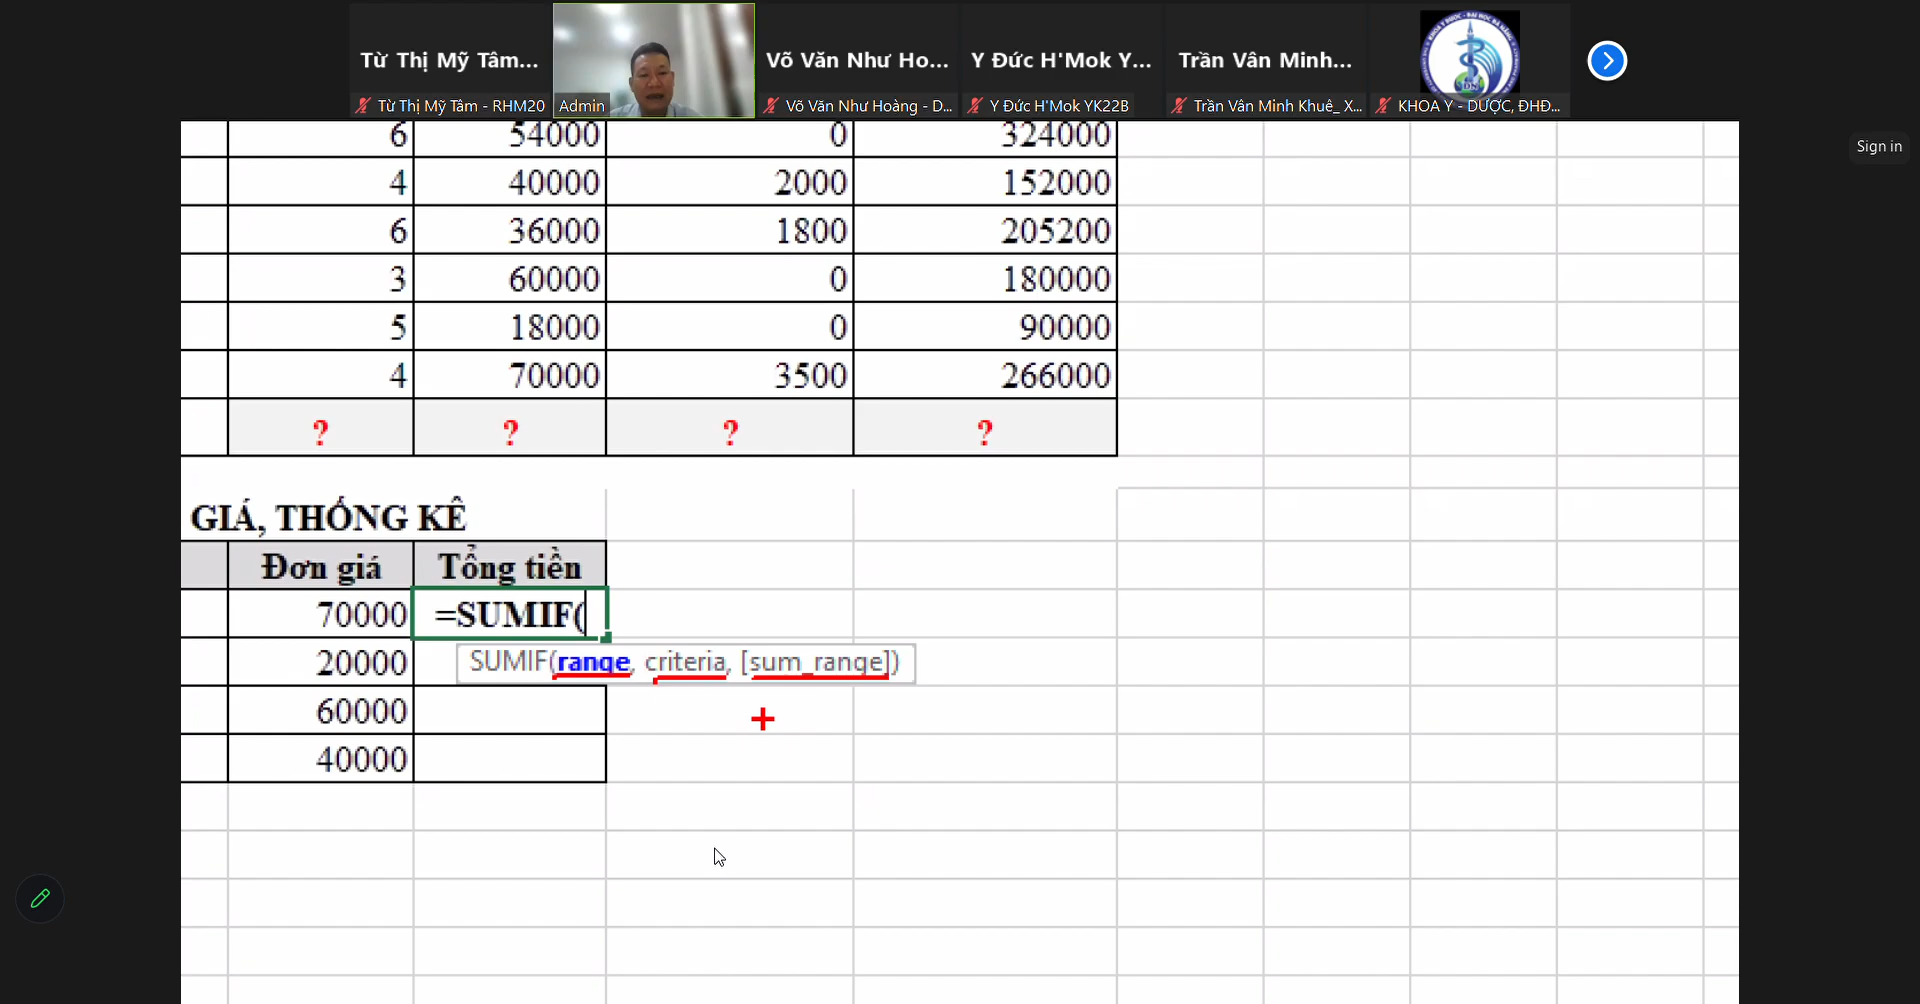 Từ Thị Mỹ Tâm...
Võ Văn Như Ho...
Y Đức H'Mok Y...
Trần Vân Minh...
Từ Thị Mỹ Tâm - RHM20
Admin
Võ Văn Như Hoàng - D...
Y Đức H'Mok YK22B
Trần Vân Minh Khuê_ X...
KHOA Y - DƯỢC, ĐHĐ...
Sign in
6 54000 0 324000
4 40000 2000 152000
6 36000 1800 205200
3 60000 0 180000
5 18000 0 90000
4 70000 3500 266000
? ? ? ?
GIÁ, THỐNG KÊ
Đơn giá Tổng tiền
70000 =SUMIF(
20000 SUMIF(range, criteria, [sum_range])
60000
40000